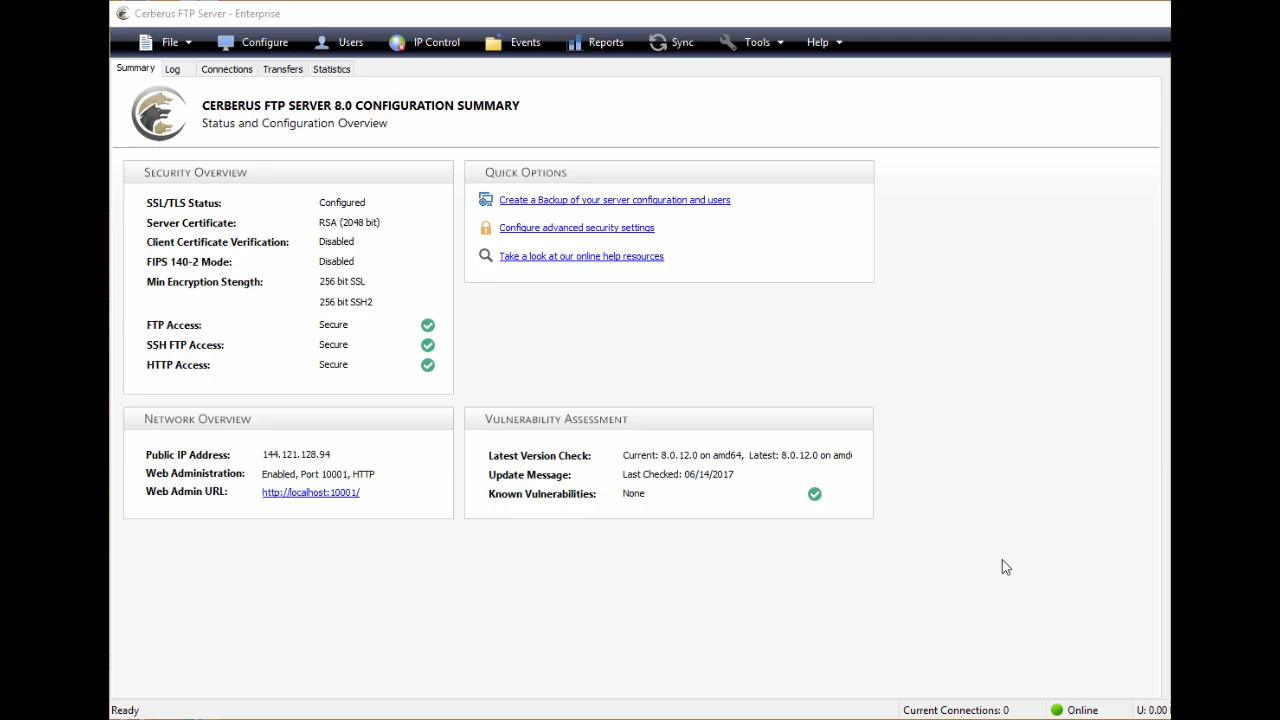 Cerberus FTP Server - Enterprise
File Configure Users IP Control Events Reports Sync Tools Help
Summary Log Connections Transfers Statistics
CERBERUS FTP SERVER 8.0 CONFIGURATION SUMMARY
Status and Configuration Overview
SECURITY OVERVIEW
SSL/TLS Status: Configured
Server Certificate: RSA (2048 bit)
Client Certificate Verification: Disabled
FIPS 140-2 Mode: Disabled
Min Encryption Stength: 256 bit SSL
256 bit SSH2
FTP Access: Secure
SSH FTP Access: Secure
HTTP Access: Secure
QUICK OPTIONS
Create a Backup of your server configuration and users
Configure advanced security settings
Take a look at our online help resources
NETWORK OVERVIEW
Public IP Address: 144.121.128.94
Web Administration: Enabled, Port 10001, HTTP
Web Admin URL: http://localhost:10001/
VULNERABILITY ASSESSMENT
Latest Version Check: Current: 8.0.12.0 on amd64, Latest: 8.0.12.0 on amd
Update Message: Last Checked: 06/14/2017
Known Vulnerabilities: None
Ready Current Connections: 0 Online U: 0.00